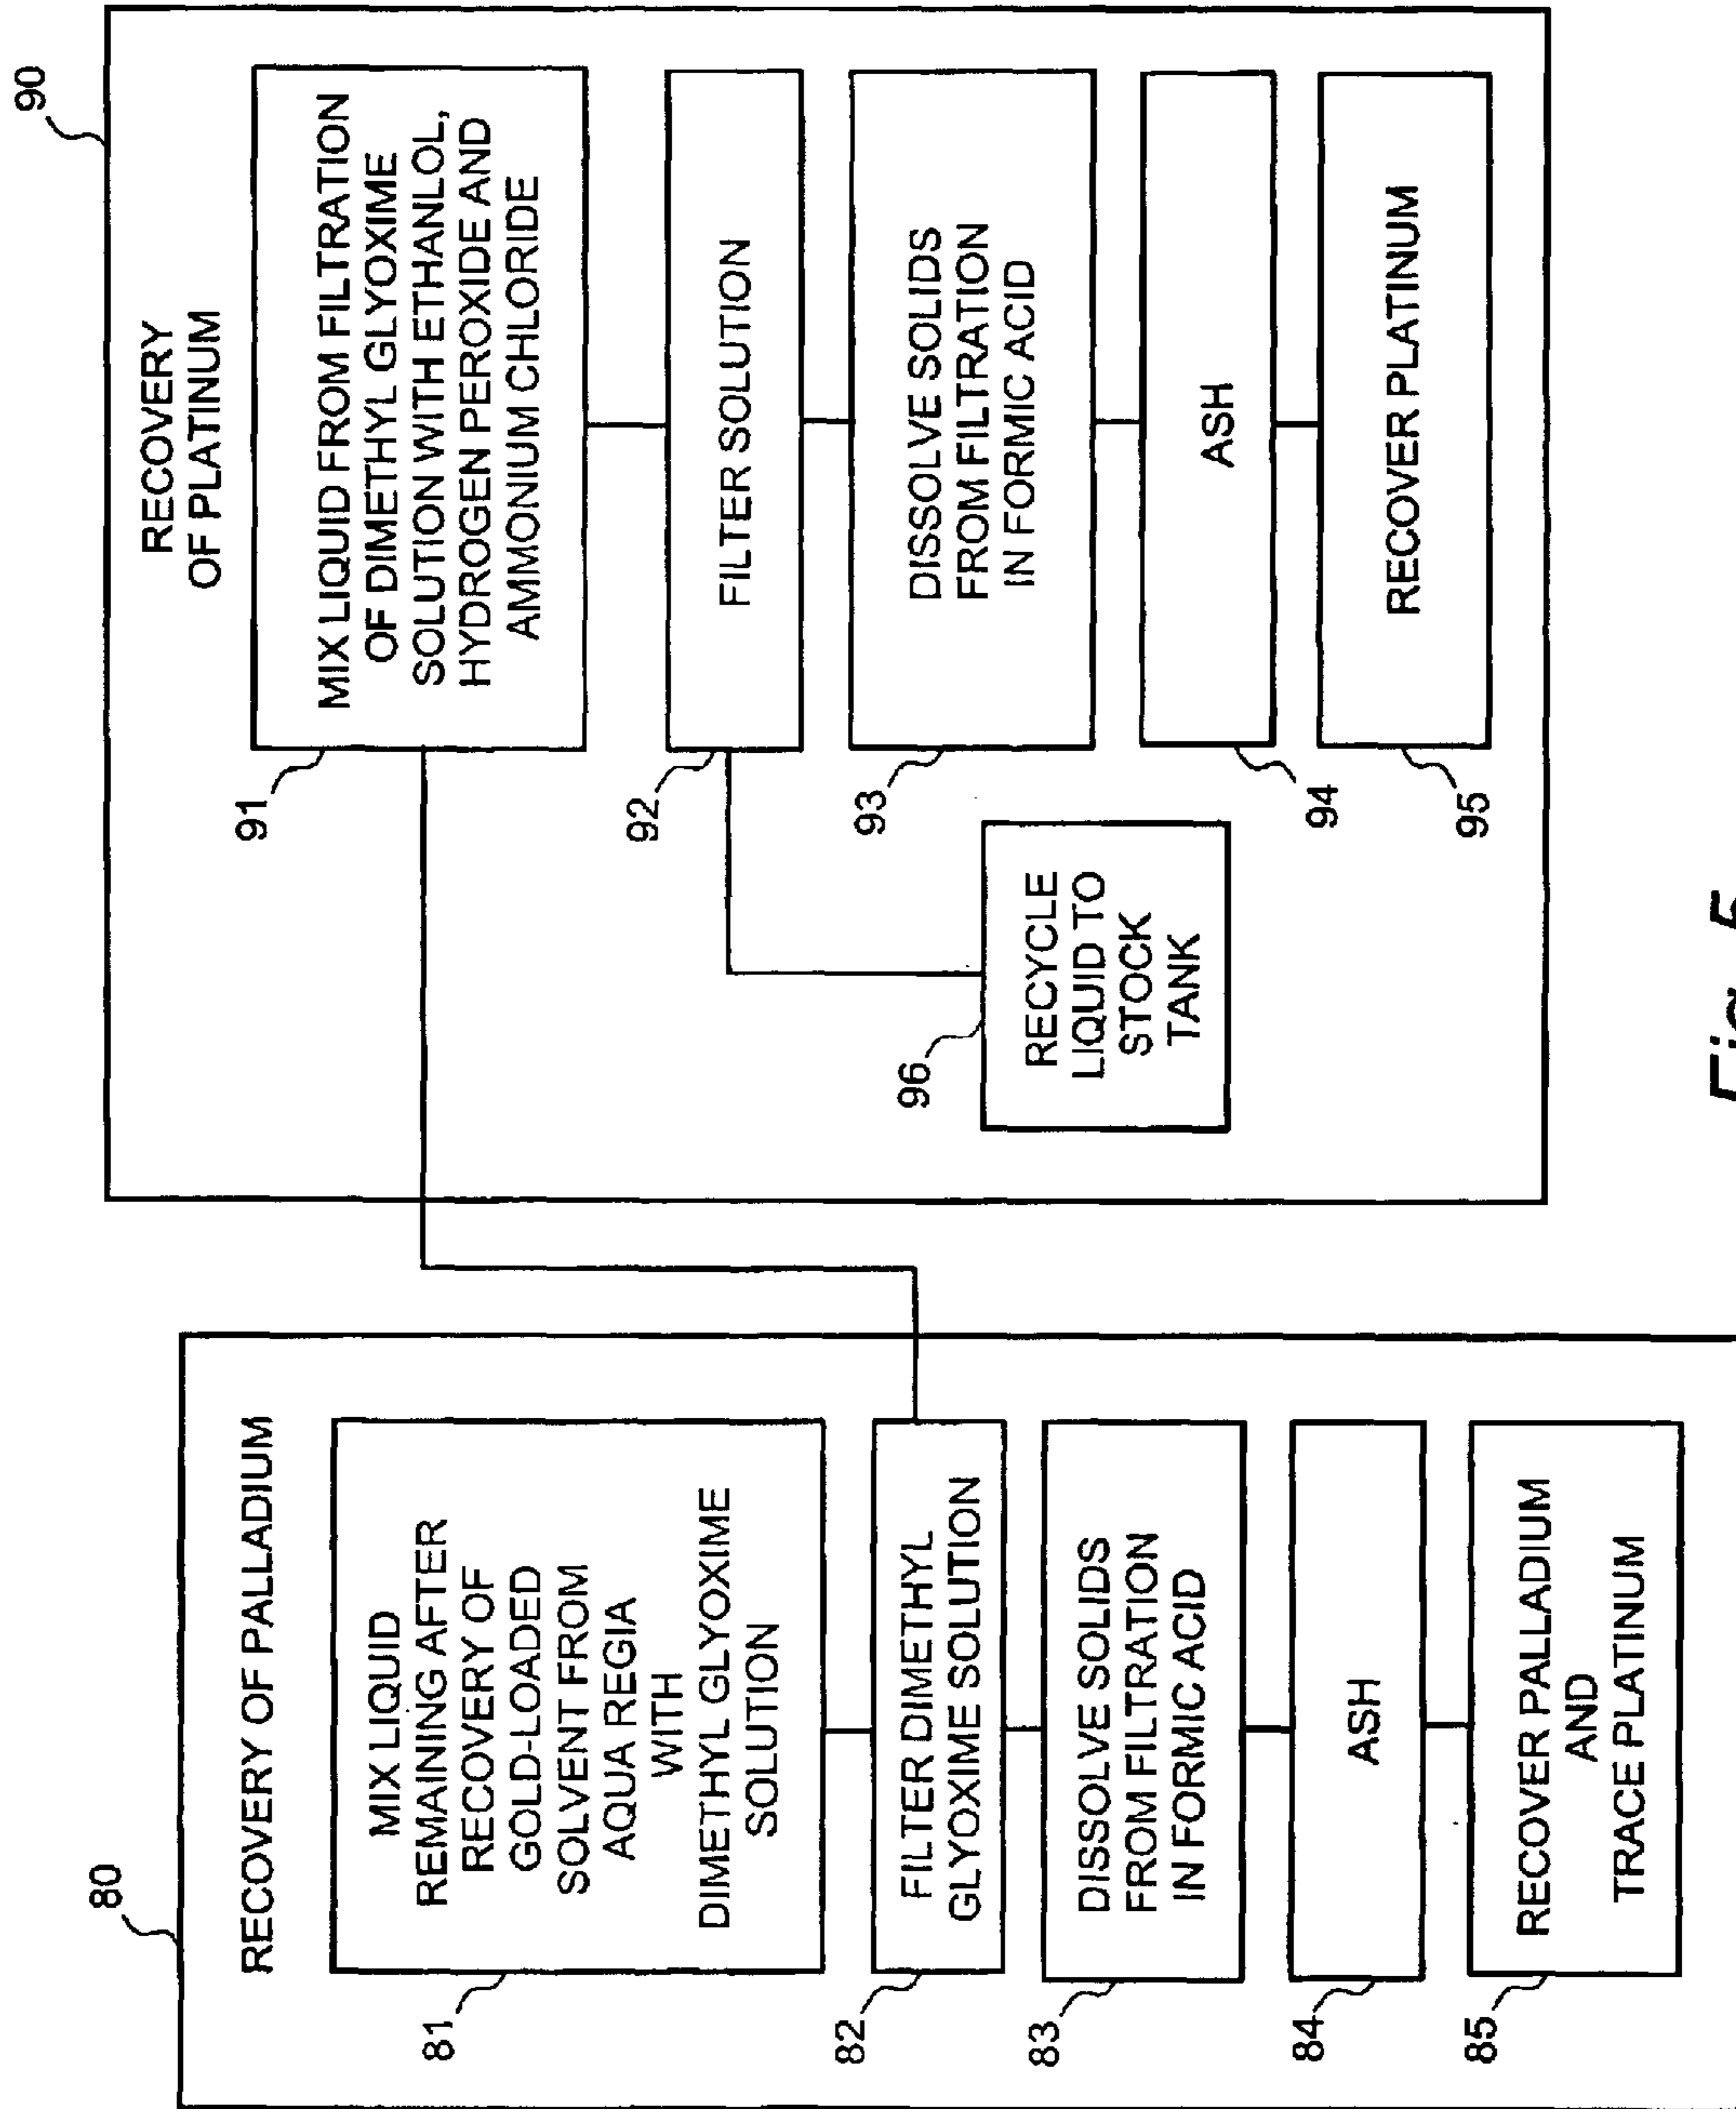 80
RECOVERY OF PALLADIUM
81
MIX LIQUID
REMAINING AFTER
RECOVERY OF
GOLD-LOADED
SOLVENT FROM
AQUA REGIA
WITH
DIMETHYL GLYOXIME
SOLUTION
82
FILTER DIMETHYL
GLYOXIME SOLUTION
83
DISSOLVE SOLIDS
FROM FILTRATION
IN FORMIC ACID
84
ASH
85
RECOVER PALLADIUM
AND
TRACE PLATINUM
90
RECOVERY
OF PLATINUM
91
MIX LIQUID FROM FILTRATION
OF DIMETHYL GLYOXIME
SOLUTION WITH ETHANLOL,
HYDROGEN PEROXIDE AND
AMMONIUM CHLORIDE
92
FILTER SOLUTION
93
DISSOLVE SOLIDS
FROM FILTRATION
IN FORMIC ACID
94
ASH
95
RECOVER PLATINUM
96
RECYCLE
LIQUID TO
STOCK
TANK
Fig. 5